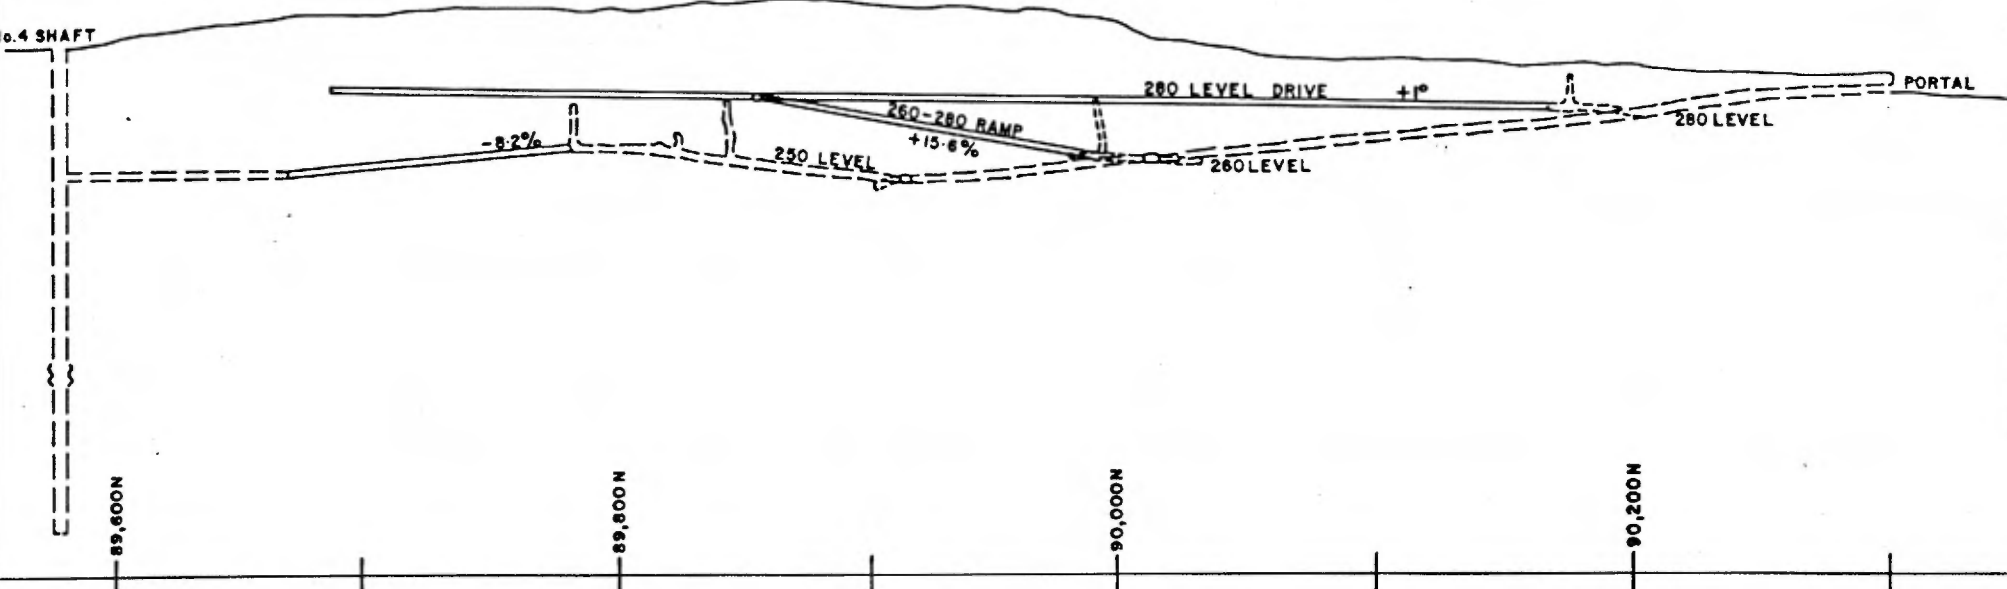 o.4 SHAFT
PORTAL
280 LEVEL DRIVE +1°
260-280 RAMP
+15.6%
280 LEVEL
-8.2%
250 LEVEL
260 LEVEL
89,600N
89,800N
90,000N
90,200N